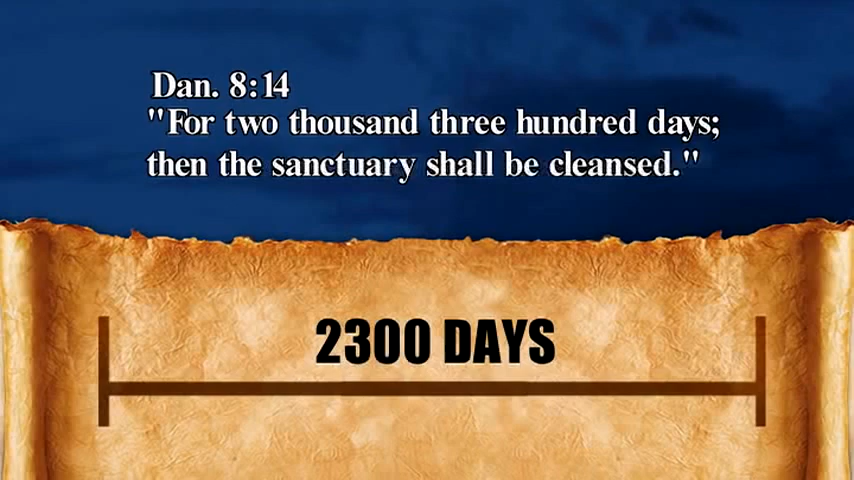 Dan. 8:14
"For two thousand three hundred days;
then the sanctuary shall be cleansed."
2300 DAYS